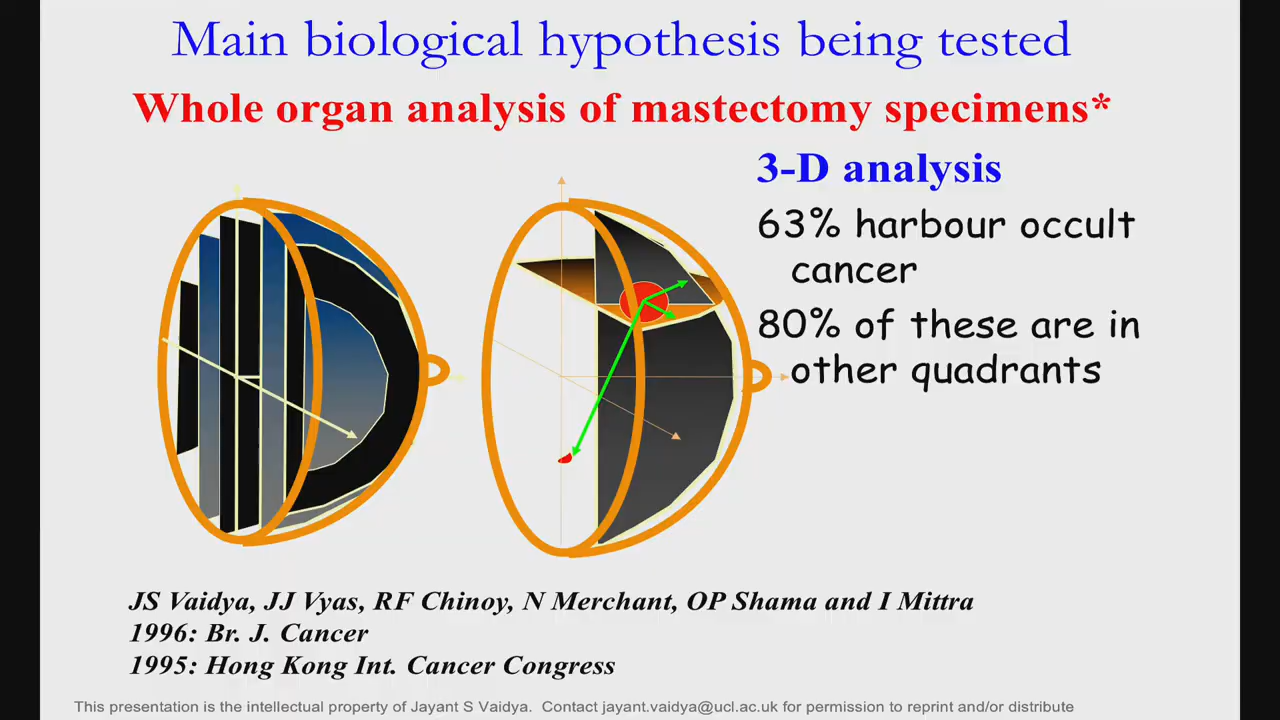 Main biological hypothesis being tested
Whole organ analysis of mastectomy specimens*
3-D analysis
63% harbour occult
cancer
80% of these are in
other quadrants
JS Vaidya, JJ Vyas, RF Chinoy, N Merchant, OP Shama and I Mittra
1996: Br. J. Cancer
1995: Hong Kong Int. Cancer Congress
This presentation is the intellectual property of Jayant S Vaidya. Contact jayant.vaidya@ucl.ac.uk for permission to reprint and/or distribute